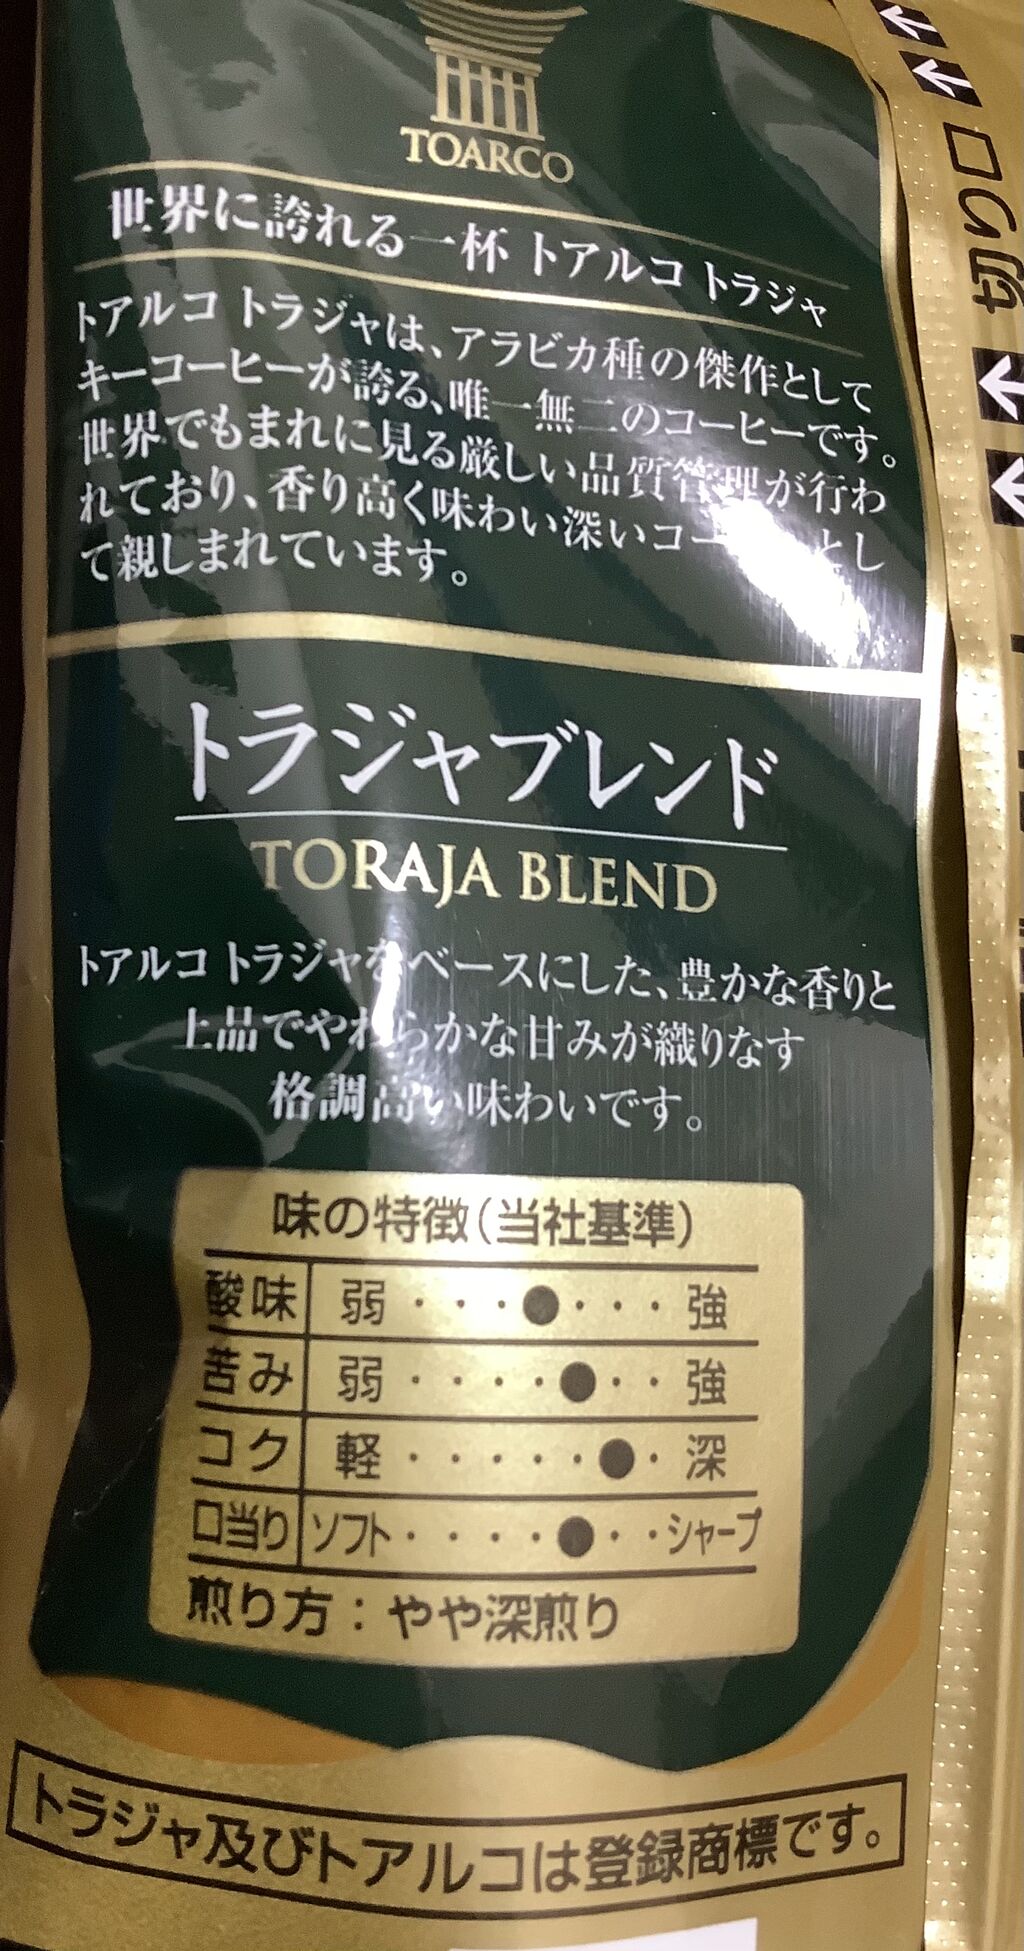 TOARCO
世界に誇れる一杯 トアルコ トラジャ
トアルコ トラジャは、アラビカ種の傑作として
キーコーヒーが誇る、唯一無二のコーヒーです。
世界でもまれに見る厳しい品質管理が行わ
れており、香り高く味わい深いコー とし
て親しまれています。
トラジャブレンド
TORAJA BLEND
トアルコ トラジャをベースにした、豊かな香りと
上品でやわらかな甘みが織りなす
格調高い味わいです。
味の特徴(当社基準)
酸味 弱 ・・・●・・・ 強
苦み 弱 ・・・・●・・ 強
コク 軽 ・・・・・●・ 深
口当り ソフト ・・・・●・・ シャープ
煎り方：やや深煎り
トラジャ及びトアルコは登録商標です。
切り口